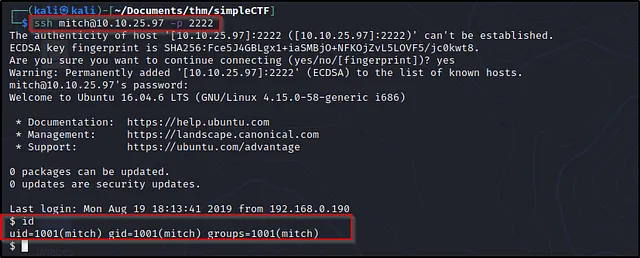 (kali㉿kali)-[~/Documents/thm/simpleCTF]
$ ssh mitch@10.10.25.97 -p 2222
The authenticity of host '[10.10.25.97]:2222 ([10.10.25.97]:2222)' can't be established.
ECDSA key fingerprint is SHA256:Fce5J4GBLgx1+iaSMBjO+NFKOjZvL5LOVF5/jc0kwt8.
Are you sure you want to continue connecting (yes/no/[fingerprint])? yes
Warning: Permanently added '[10.10.25.97]:2222' (ECDSA) to the list of known hosts.
mitch@10.10.25.97's password:
Welcome to Ubuntu 16.04.6 LTS (GNU/Linux 4.15.0-58-generic i686)
* Documentation: https://help.ubuntu.com
* Management: https://landscape.canonical.com
* Support: https://ubuntu.com/advantage
0 packages can be updated.
0 updates are security updates.
Last login: Mon Aug 19 18:13:41 2019 from 192.168.0.190
$ id
uid=1001(mitch) gid=1001(mitch) groups=1001(mitch)
$